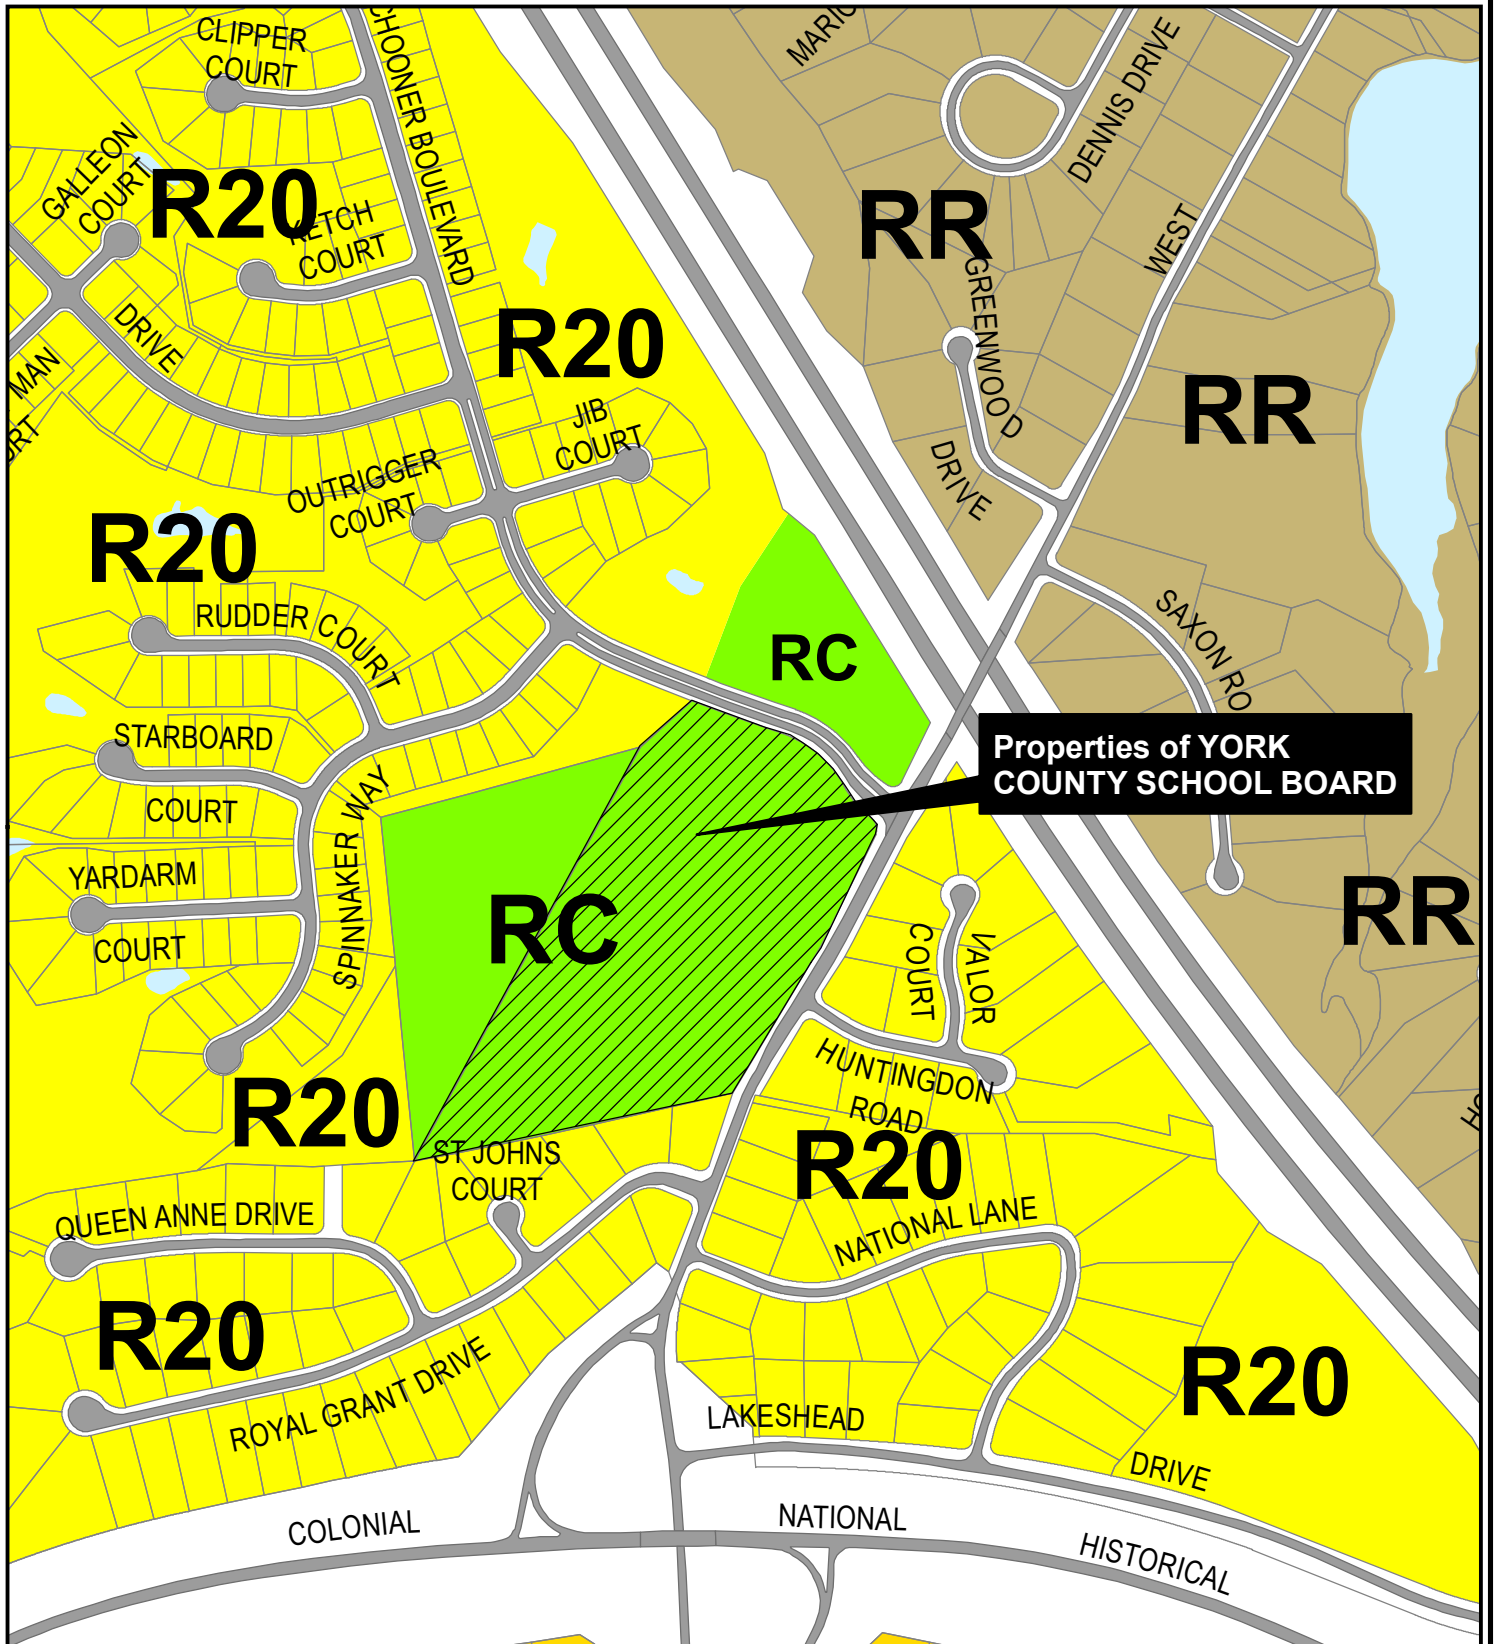 CLIPPER
COURT
CHOONER BOULEVARD
DENNIS DRIVE
GALLEON
COURT
R20
KETCH
COURT
RR
WEST
GREENWOOD
DRIVE
DRIVE
R20
RR
MAN
JIB
COURT
OUTRIGGER
COURT
R20
RUDDER COURT
SAXON RO
RC
STARBOARD
COURT
Properties of YORK
COUNTY SCHOOL BOARD
SPINNAKER WAY
YARDARM
COURT
RC
RR
VALOR
COURT
HUNTINGDON
ROAD
R20
ST JOHNS
COURT
R20
QUEEN ANNE DRIVE
NATIONAL LANE
R20
ROYAL GRANT DRIVE
R20
LAKESHEAD
DRIVE
COLONIAL
NATIONAL
HISTORICAL